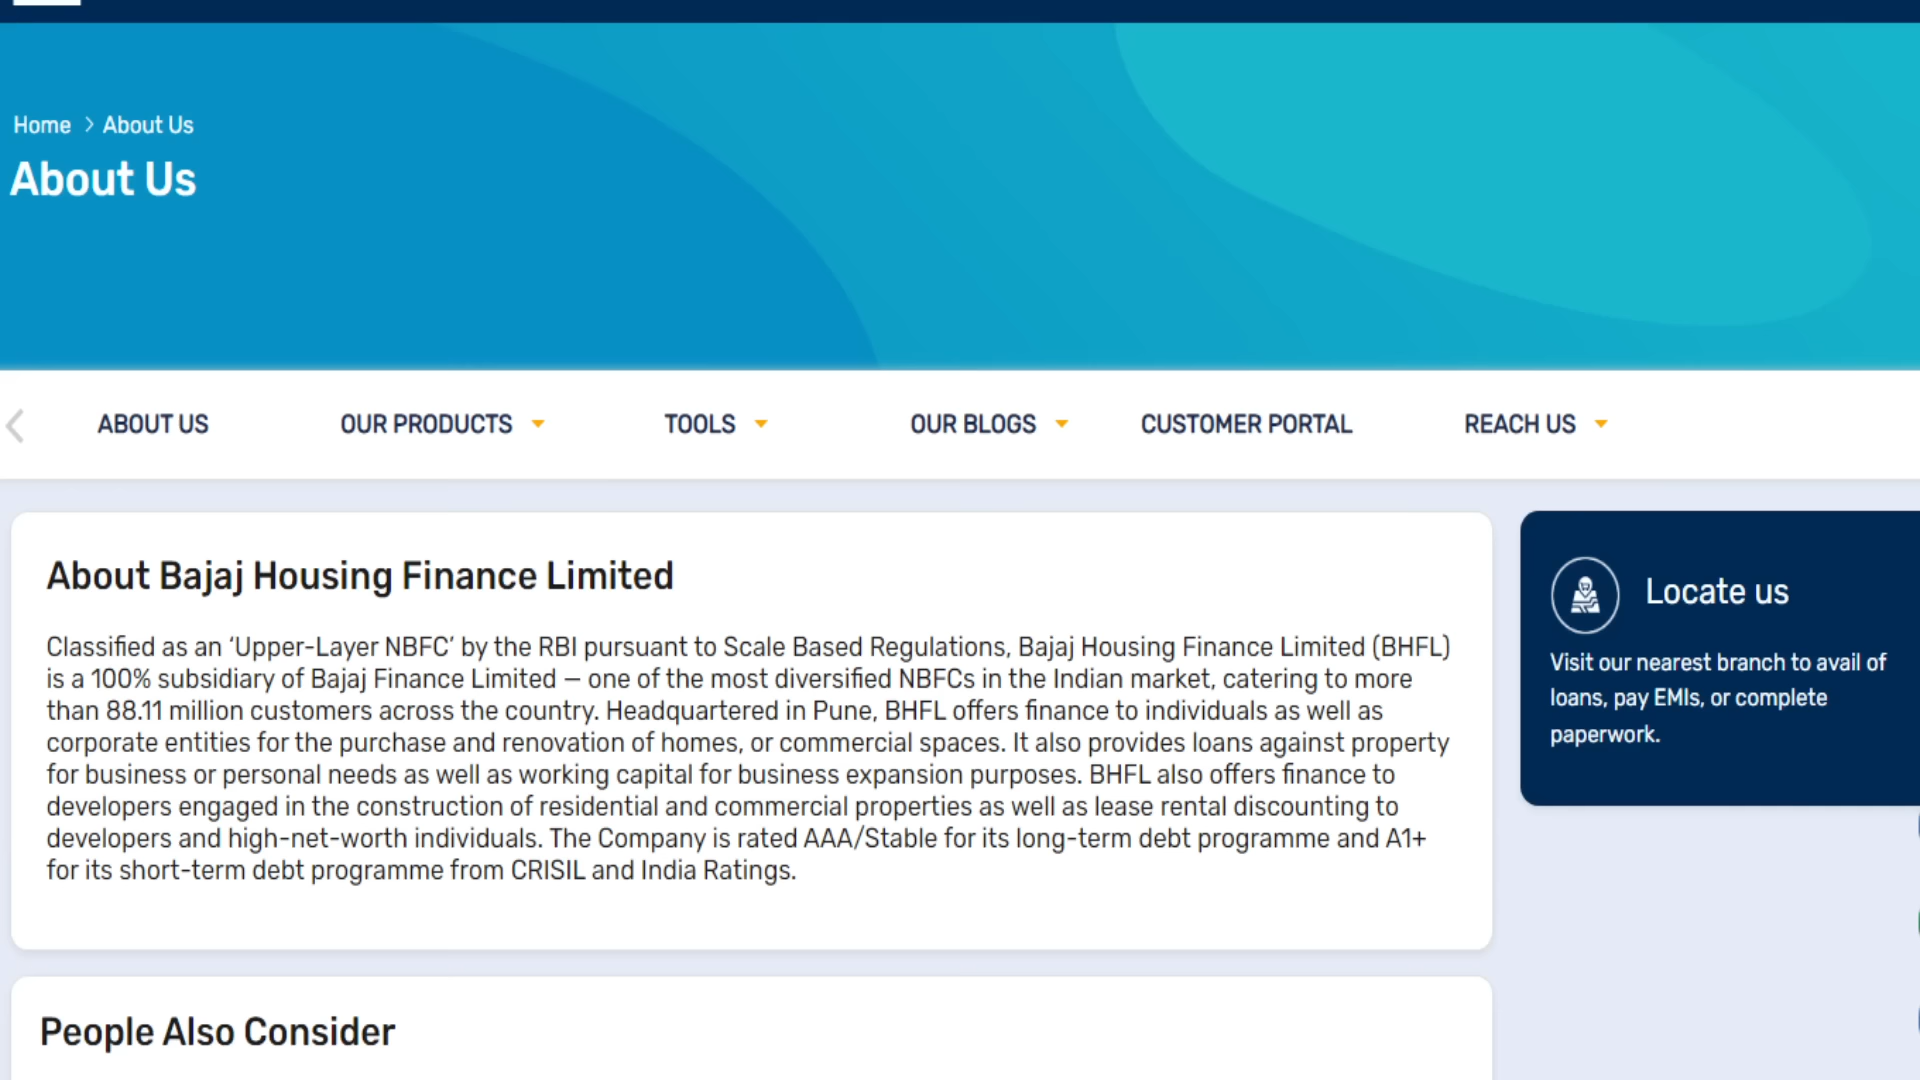 Home > About Us
About Us
ABOUT US OUR PRODUCTS TOOLS OUR BLOGS CUSTOMER PORTAL REACH US
About Bajaj Housing Finance Limited
Classified as an ‘Upper-Layer NBFC’ by the RBI pursuant to Scale Based Regulations, Bajaj Housing Finance Limited (BHFL)
is a 100% subsidiary of Bajaj Finance Limited — one of the most diversified NBFCs in the Indian market, catering to more
than 88.11 million customers across the country. Headquartered in Pune, BHFL offers finance to individuals as well as
corporate entities for the purchase and renovation of homes, or commercial spaces. It also provides loans against property
for business or personal needs as well as working capital for business expansion purposes. BHFL also offers finance to
developers engaged in the construction of residential and commercial properties as well as lease rental discounting to
developers and high-net-worth individuals. The Company is rated AAA/Stable for its long-term debt programme and A1+
for its short-term debt programme from CRISIL and India Ratings.
Locate us
Visit our nearest branch to avail of
loans, pay EMIs, or complete
paperwork.
People Also Consider